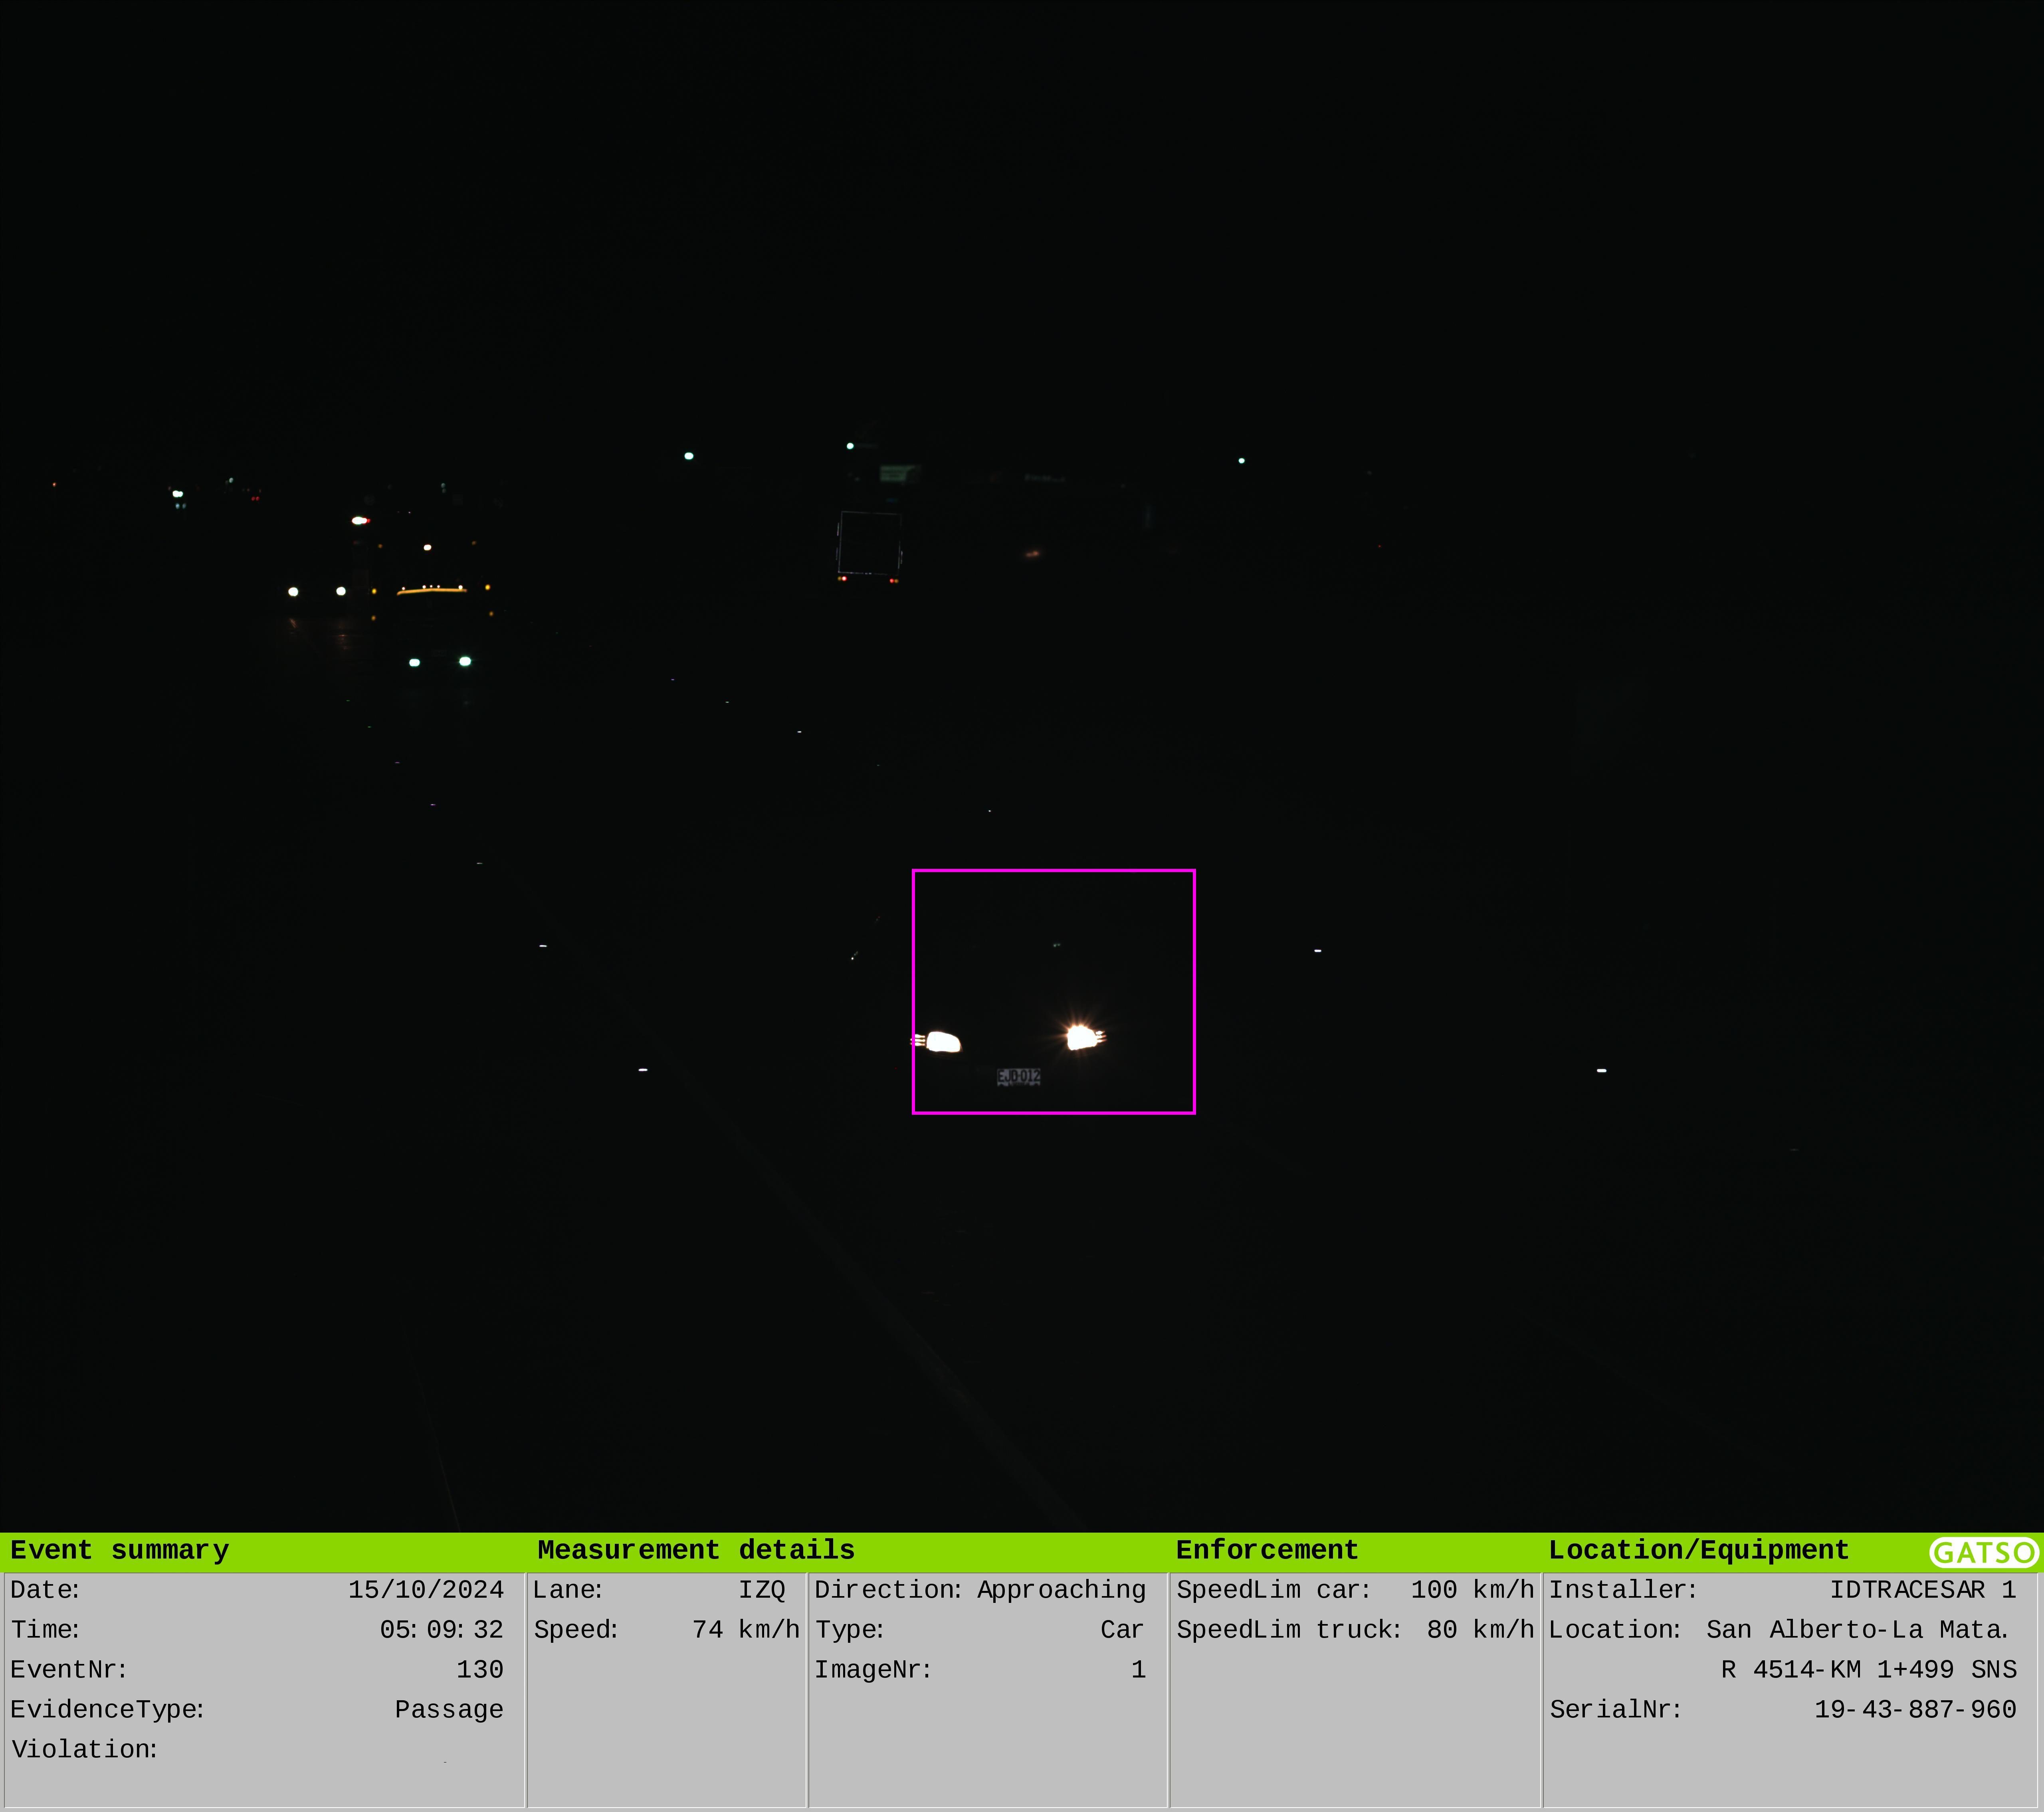 Event summary
Date: 15/10/2024
Time: 05:09:32
EventNr: 130
EvidenceType: Passage
Violation:
Measurement details
Lane: IZQ
Speed: 74 km/h
Direction: Approaching
Type: Car
ImageNr: 1
Enforcement
SpeedLim car: 100 km/h
SpeedLim truck: 80 km/h
Location/Equipment
GATSO
Installer: IDTRACESAR 1
Location: San Alberto-La Mata.
R 4514-KM 1+499 SNS
SerialNr: 19-43-887-960